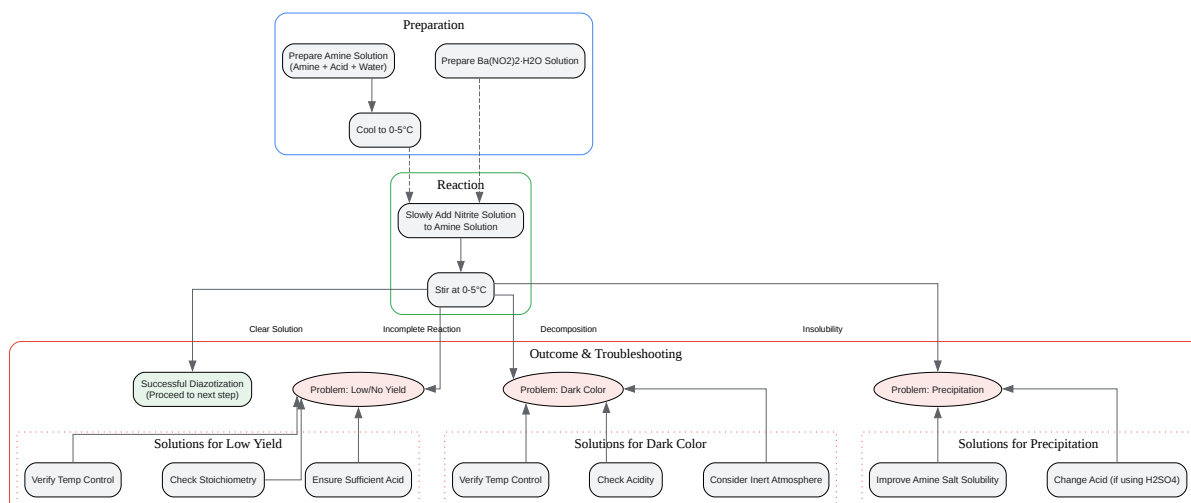 Preparation
Prepare Amine Solution
(Amine + Acid + Water)
Prepare Ba(NO2)2·H2O Solution
Cool to 0-5°C
Reaction
Slowly Add Nitrite Solution
to Amine Solution
Stir at 0-5°C
Clear Solution
Incomplete Reaction
Decomposition
Insolubility
Outcome & Troubleshooting
Successful Diazotization
(Proceed to next step)
Problem: Low/No Yield
Problem: Dark Color
Problem: Precipitation
Solutions for Low Yield
Solutions for Dark Color
Solutions for Precipitation
Verify Temp Control
Check Stoichiometry
Ensure Sufficient Acid
Verify Temp Control
Check Acidity
Consider Inert Atmosphere
Improve Amine Salt Solubility
Change Acid (if using H2SO4)